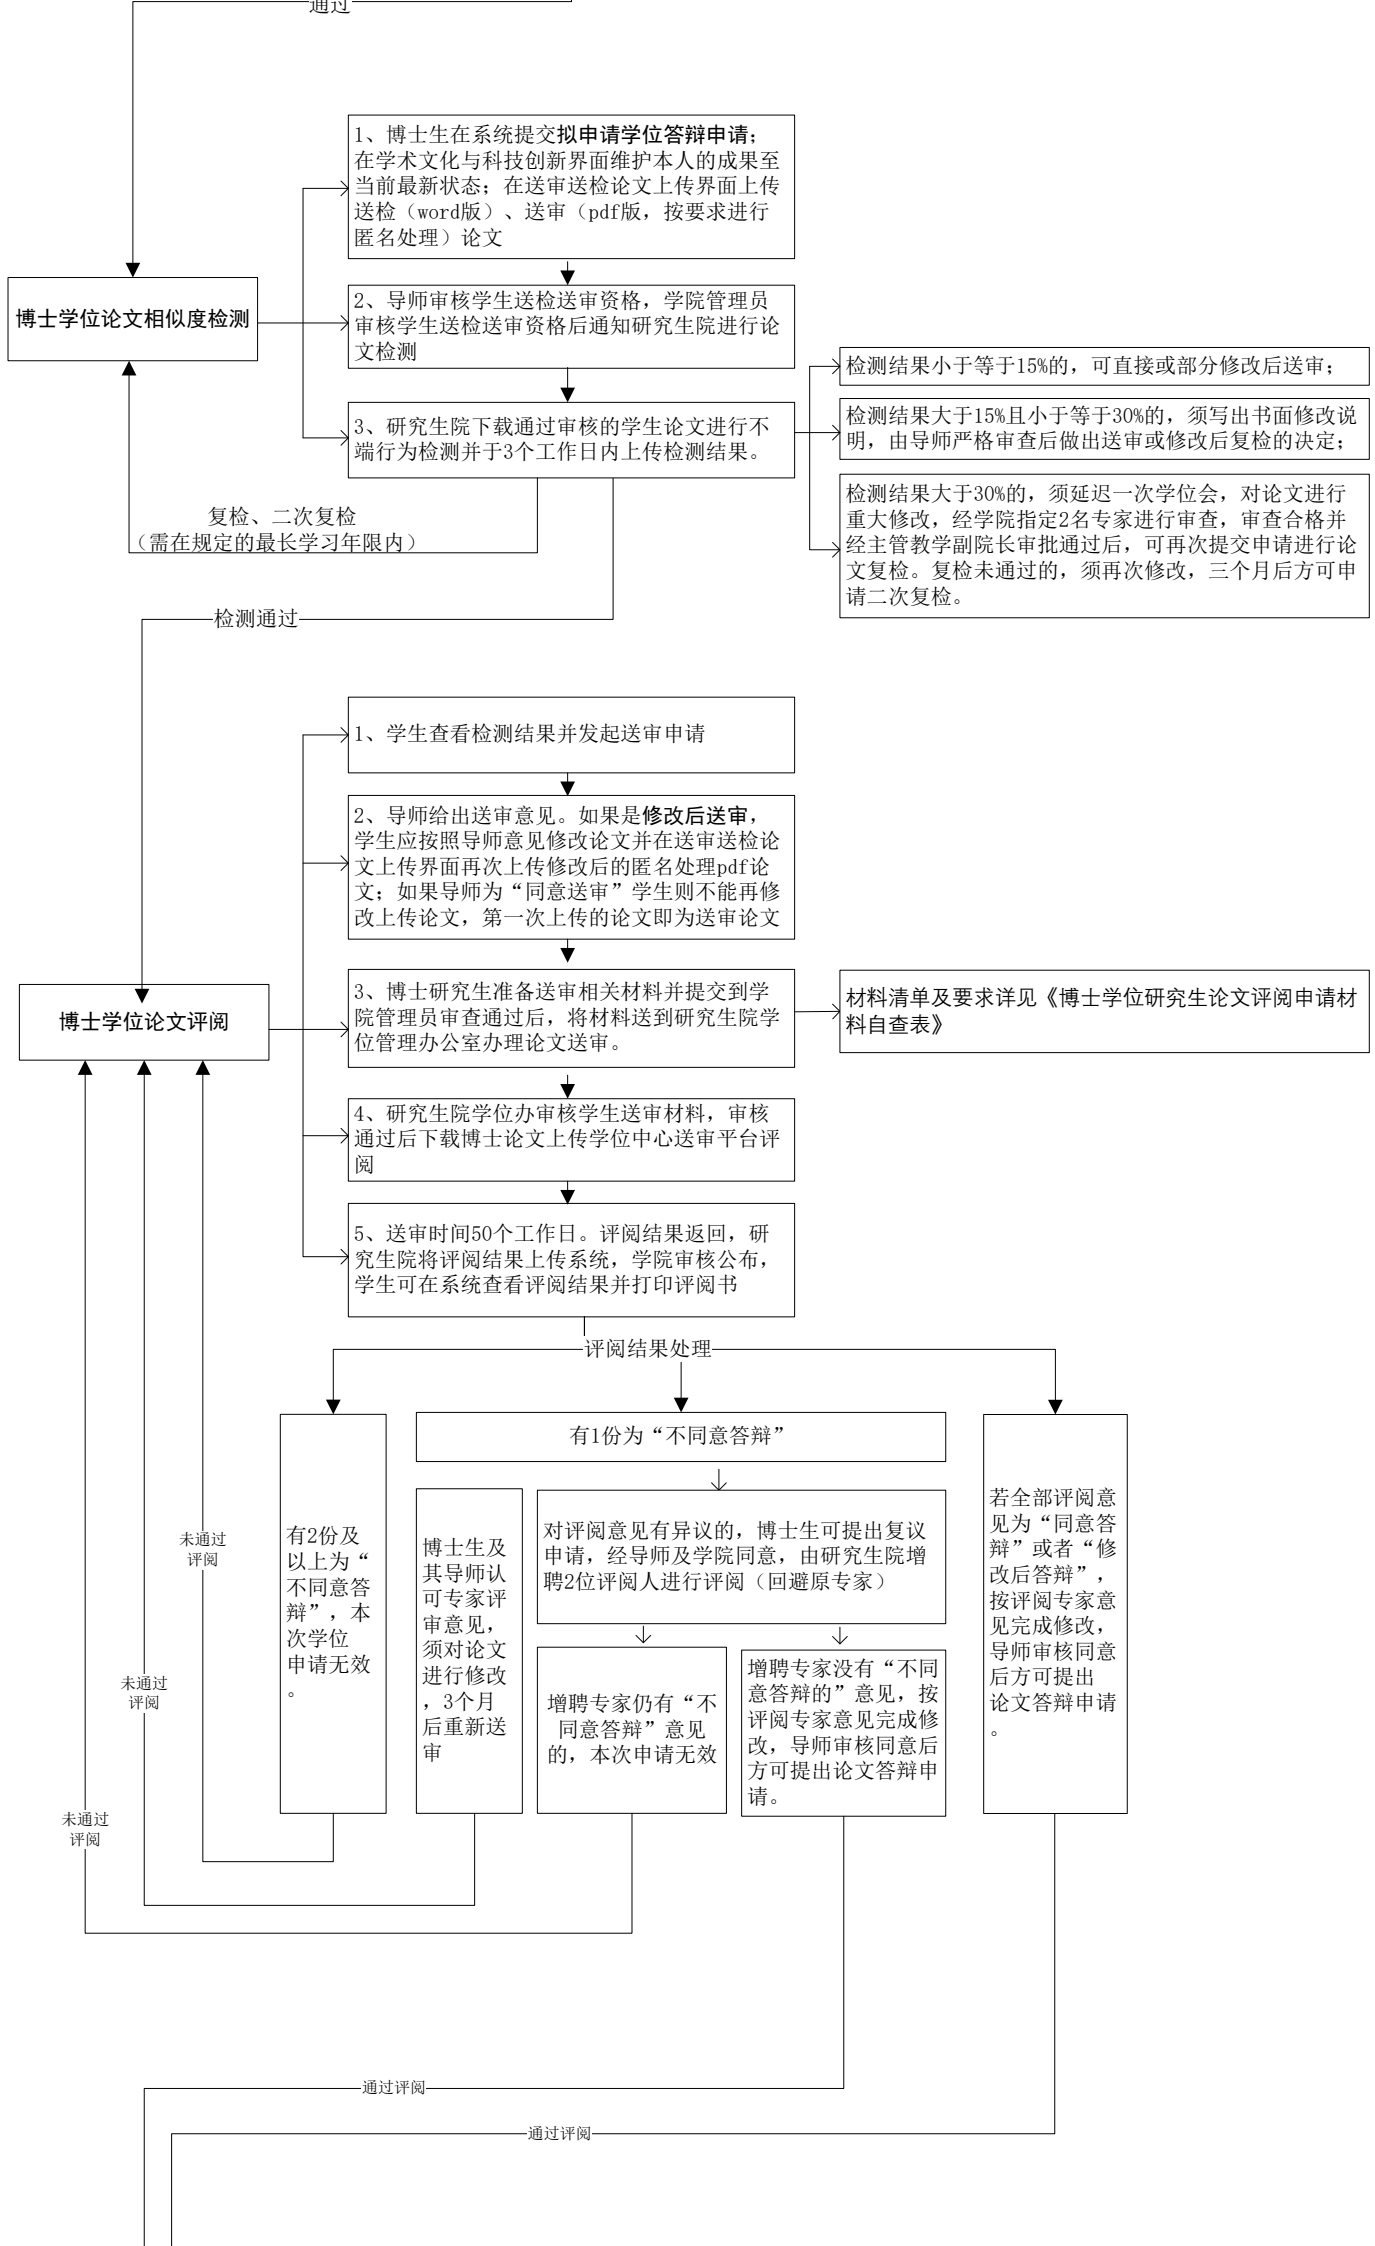 通过
1、博士生在系统提交拟申请学位答辩申请；
在学术文化与科技创新界面维护本人的成果至
当前最新状态；在送审送检论文上传界面上传
送检（word版）、送审（pdf版，按要求进行
匿名处理）论文
博士学位论文相似度检测
2、导师审核学生送检送审资格，学院管理员
审核学生送检送审资格后通知研究生院进行论
文检测
3、研究生院下载通过审核的学生论文进行不
端行为检测并于3个工作日内上传检测结果。
检测结果小于等于15%的，可直接或部分修改后送审；
检测结果大于15%且小于等于30%的，须写出书面修改说
明，由导师严格审查后做出送审或修改后复检的决定；
检测结果大于30%的，须延迟一次学位会，对论文进行
重大修改，经学院指定2名专家进行审查，审查合格并
经主管教学副院长审批通过后，可再次提交申请进行论
文复检。复检未通过的，须再次修改，三个月后方可申
请二次复检。
复检、二次复检
（需在规定的最长学习年限内）
检测通过
1、学生查看检测结果并发起送审申请
2、导师给出送审意见。如果是修改后送审，
学生应按照导师意见修改论文并在送审送检论
文上传界面再次上传修改后的匿名处理pdf论
文；如果导师为“同意送审”学生则不能再修
改上传论文，第一次上传的论文即为送审论文
博士学位论文评阅
3、博士研究生准备送审相关材料并提交到学
院管理员审查通过后，将材料送到研究生院学
位管理办公室办理论文送审。
材料清单及要求详见《博士学位研究生论文评阅申请材
料自查表》
4、研究生院学位办审核学生送审材料，审核
通过后下载博士论文上传学位中心送审平台评
阅
5、送审时间50个工作日。评阅结果返回，研
究生院将评阅结果上传系统，学院审核公布，
学生可在系统查看评阅结果并打印评阅书
评阅结果处理
有2份及
以上为“
不同意答
辩”，本
次学位
申请无效
。
有1份为“不同意答辩”
博士生及
其导师认
可专家评
审意见，
须对论文
进行修改
，3个月
后重新送
审
对评阅意见有异议的，博士生可提出复议
申请，经导师及学院同意，由研究生院增
聘2位评阅人进行评阅（回避原专家）
增聘专家仍有“不
同意答辩”意见
的，本次申请无效
增聘专家没有“不同
意答辩的”意见，按
评阅专家意见完成修
改，导师审核同意后
方可提出论文答辩申
请。
若全部评阅意
见为“同意答
辩”或者“修
改后答辩”，
按评阅专家意
见完成修改，
导师审核同意
后方可提出
论文答辩申请
。
未通过
评阅
未通过
评阅
未通过
评阅
通过评阅
通过评阅